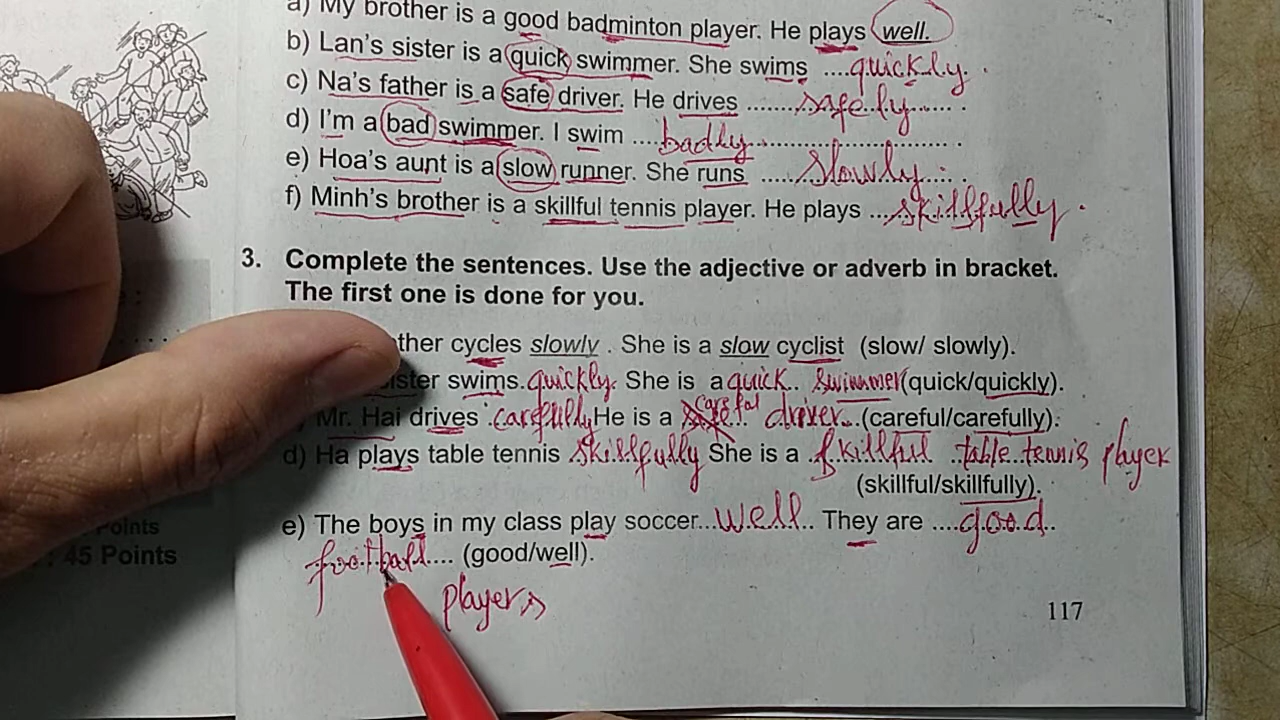 a) My brother is a good badminton player. He plays well.
b) Lan's sister is a quick swimmer. She swims ....quickly.
c) Na's father is a safe driver. He drives .........safely...... .
d) I'm a bad swimmer. I swim ....badly............................ .
e) Hoa's aunt is a slow runner. She runs ......Slowly..... .
f) Minh's brother is a skillful tennis player. He plays ...skillfully.
3. Complete the sentences. Use the adjective or adverb in bracket.
The first one is done for you.
ther cycles slowly . She is a slow cyclist (slow/ slowly).
sister swims.quickly. She is a quick.. swimmer(quick/quickly).
Mr. Hai drives carefully He is a careful driver...(careful/carefully).
d) Ha plays table tennis skillfully She is a skillful ..table..tennis player
(skillful/skillfully).
e) The boys in my class play soccer...well.. They are ....good..
football.... (good/well).
players
Points
45 Points
117